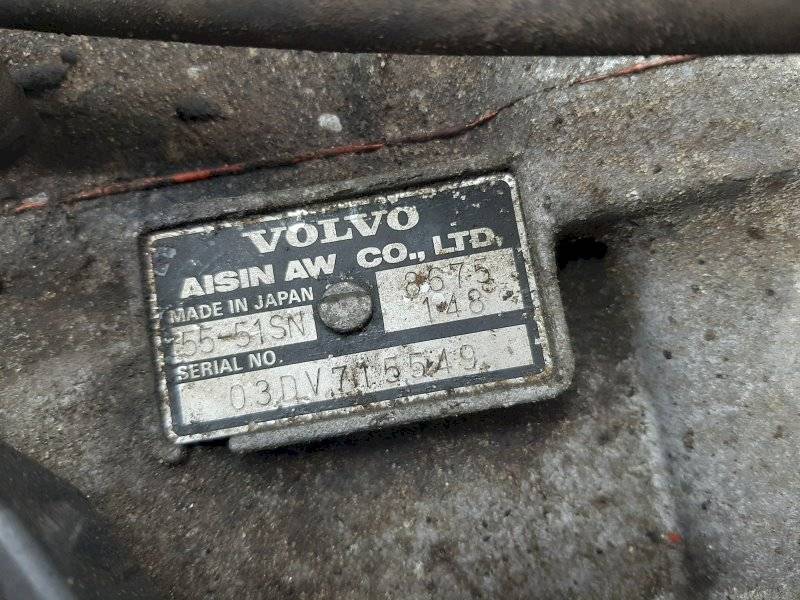 VOLVO
AISIN AW CO., LTD.
MADE IN JAPAN
8675
55-51SN
148
SERIAL NO.
03DV715549